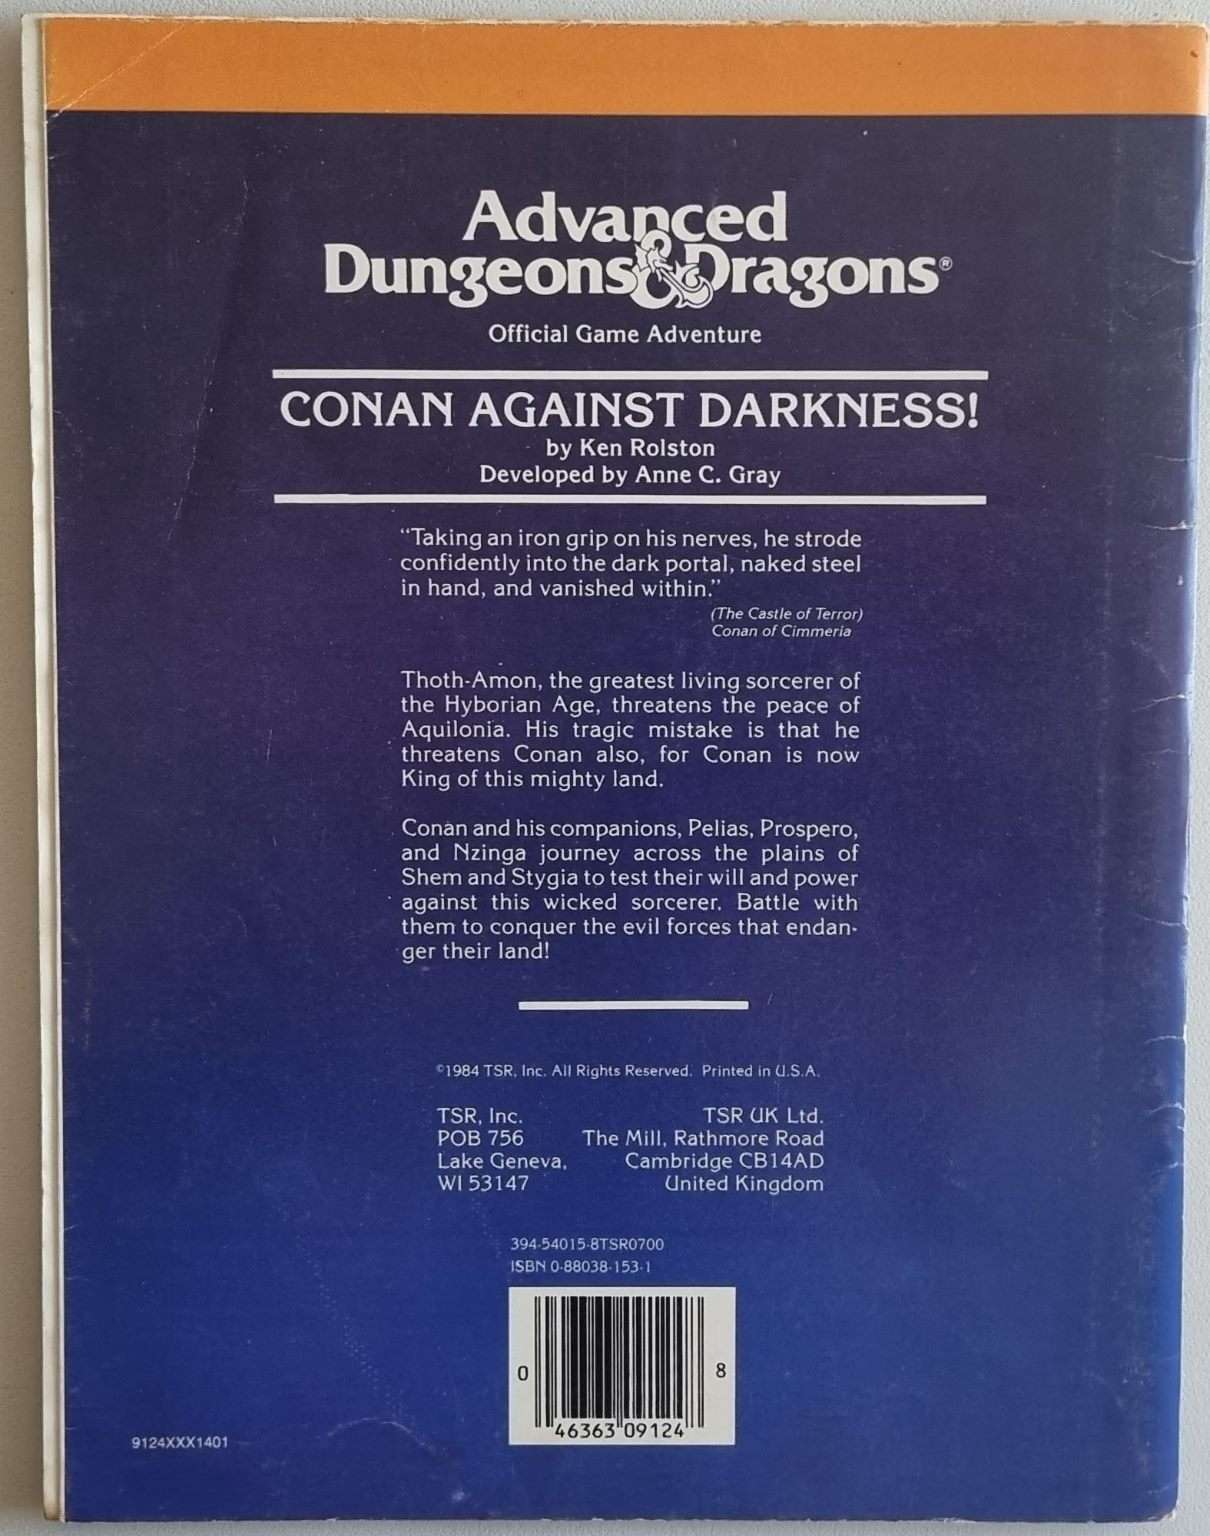 Advanced
Dungeons & Dragons®
Official Game Adventure
CONAN AGAINST DARKNESS!
by Ken Rolston
Developed by Anne C. Gray
“Taking an iron grip on his nerves, he strode
confidently into the dark portal, naked steel
in hand, and vanished within.”
(The Castle of Terror)
Conan of Cimmeria
Thoth-Amon, the greatest living sorcerer of
the Hyborian Age, threatens the peace of
Aquilonia. His tragic mistake is that he
threatens Conan also, for Conan is now
King of this mighty land.
Conan and his companions, Pelias, Prospero,
and Nzinga journey across the plains of
Shem and Stygia to test their will and power
against this wicked sorcerer. Battle with
them to conquer the evil forces that endan-
ger their land!
©1984 TSR, Inc. All Rights Reserved. Printed in U.S.A.
TSR, Inc.
POB 756
Lake Geneva,
WI 53147
TSR UK Ltd.
The Mill, Rathmore Road
Cambridge CB14AD
United Kingdom
394-54015-8TSR0700
ISBN 0-88038-153-1
0 46363 09124 8
9124XXX1401